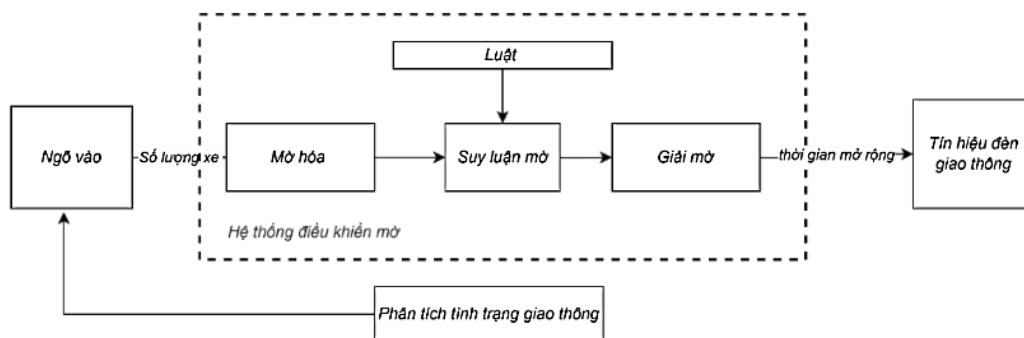 Luật
Ngõ vào
Số lượng xe
Mờ hóa
Suy luận mờ
Giải mờ
thời gian mở rộng
Tín hiệu đèn
giao thông
Hệ thống điều khiển mờ
Phân tích tình trạng giao thông